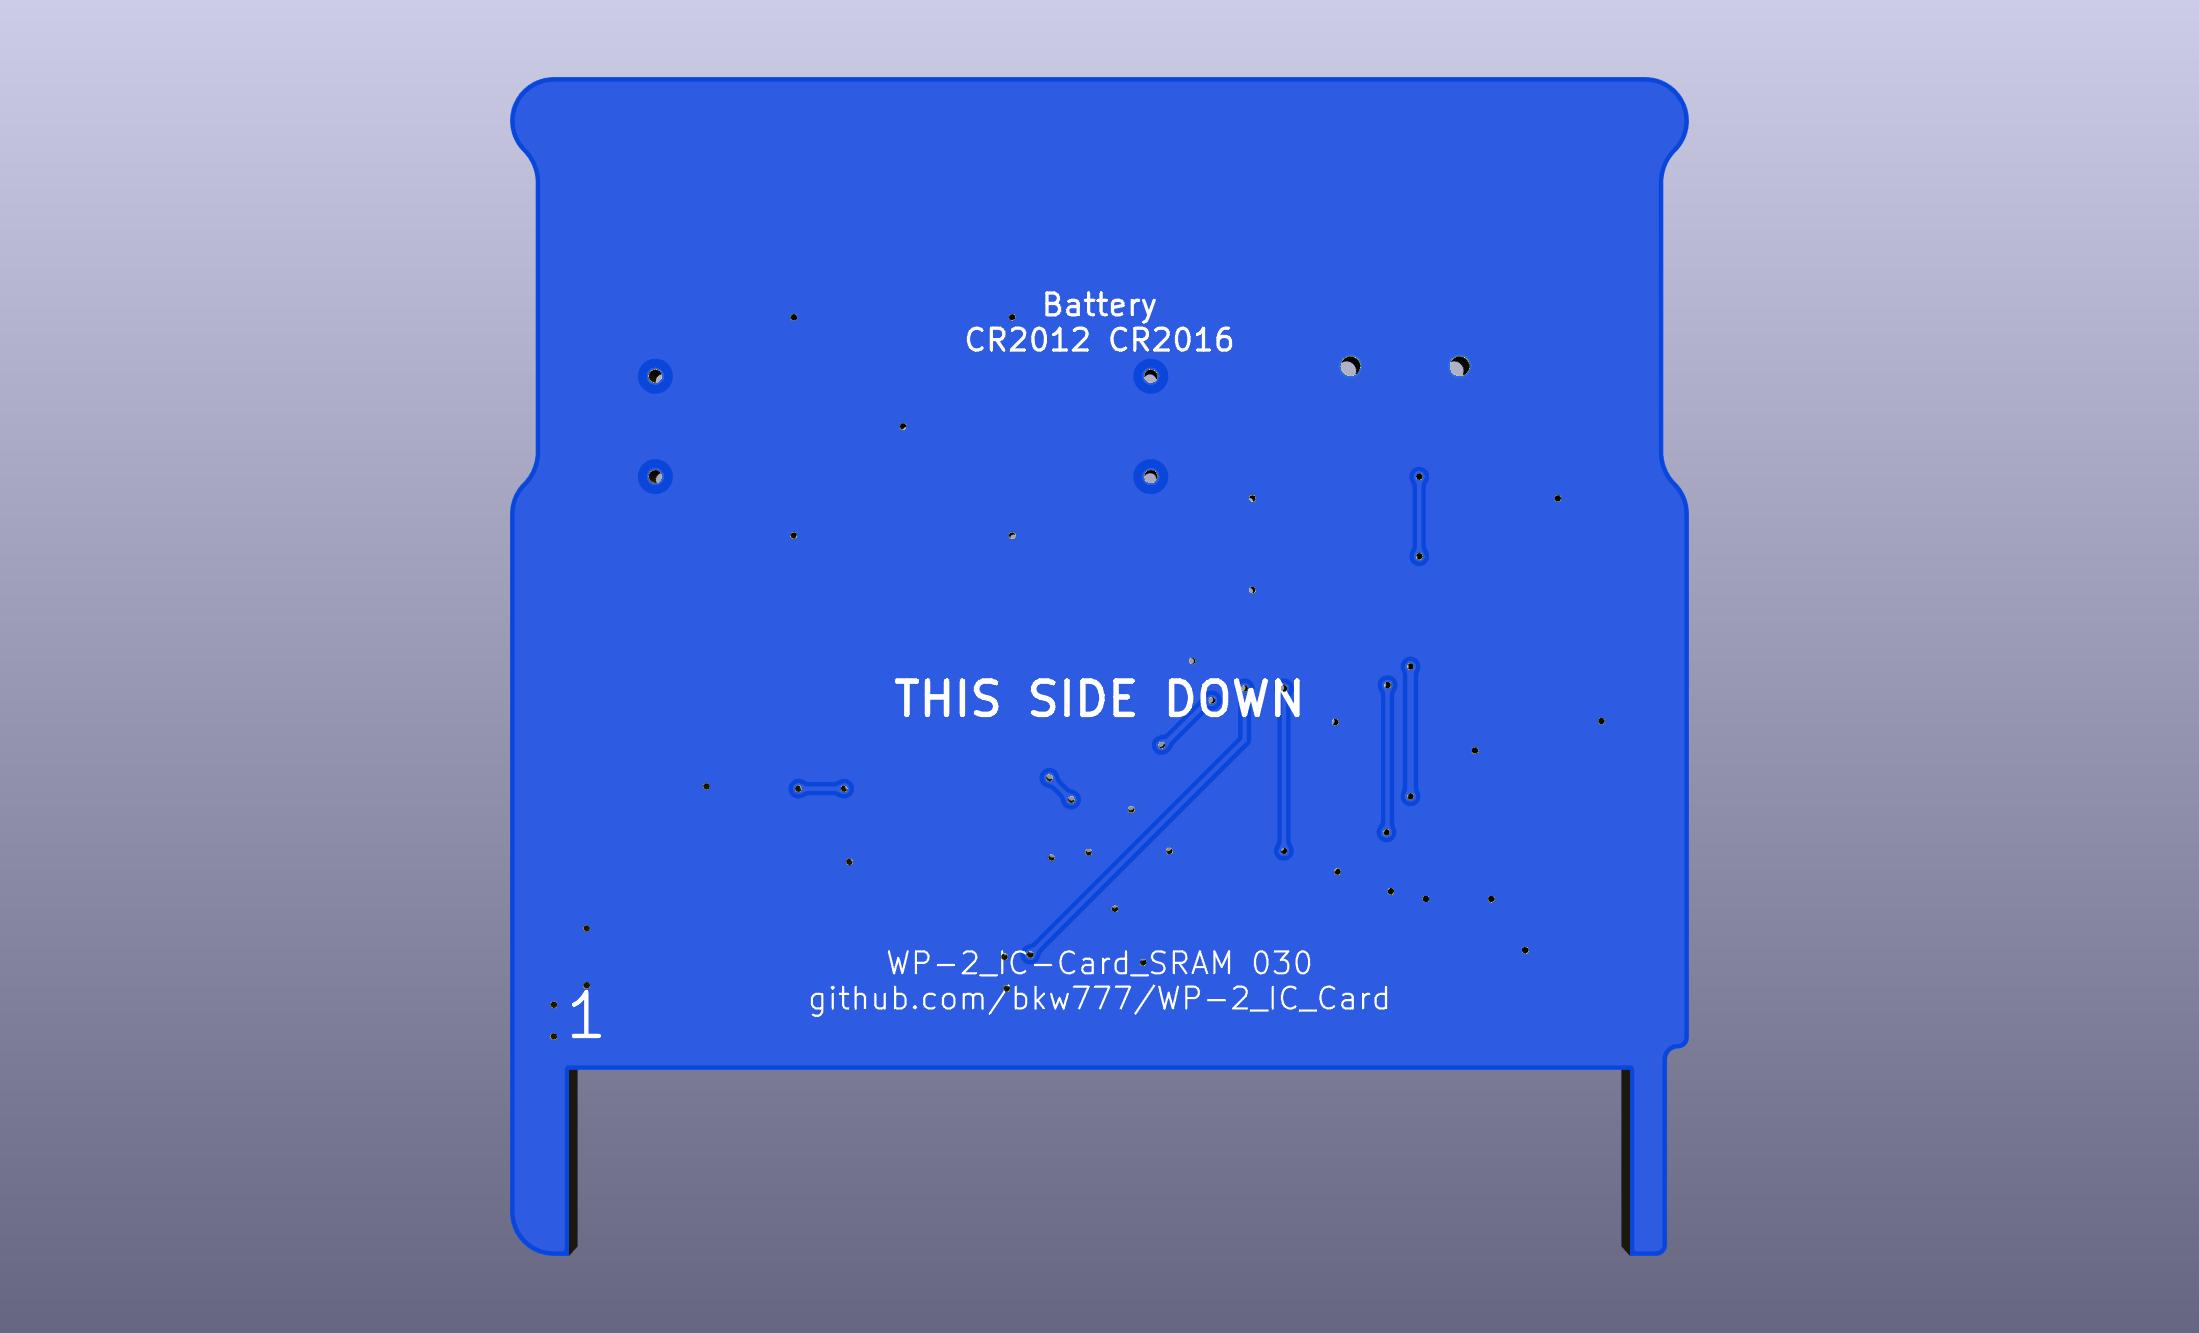 Battery
CR2012 CR2016
THIS SIDE DOWN
WP-2_IC-Card_SRAM 030
github.com/bkw777/WP-2_IC_Card
1